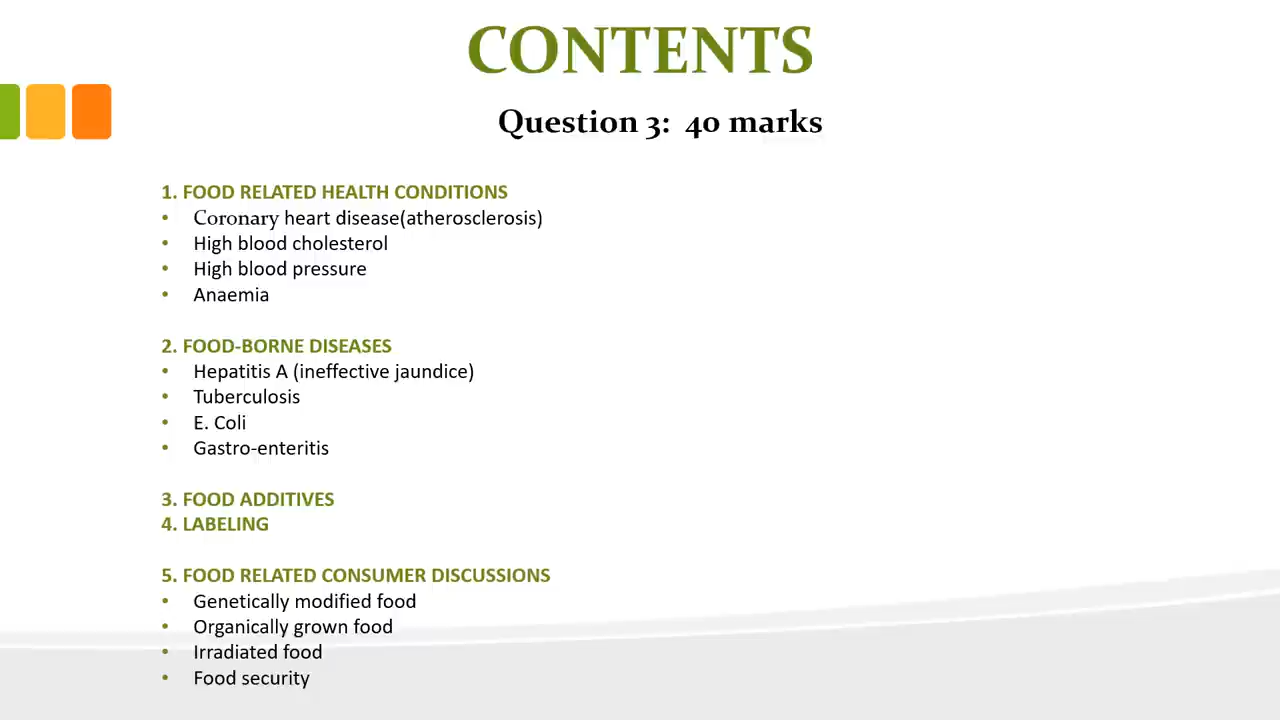 CONTENTS
Question 3: 40 marks
1. FOOD RELATED HEALTH CONDITIONS
• Coronary heart disease(atherosclerosis)
• High blood cholesterol
• High blood pressure
• Anaemia
2. FOOD-BORNE DISEASES
• Hepatitis A (ineffective jaundice)
• Tuberculosis
• E. Coli
• Gastro-enteritis
3. FOOD ADDITIVES
4. LABELING
5. FOOD RELATED CONSUMER DISCUSSIONS
• Genetically modified food
• Organically grown food
• Irradiated food
• Food security